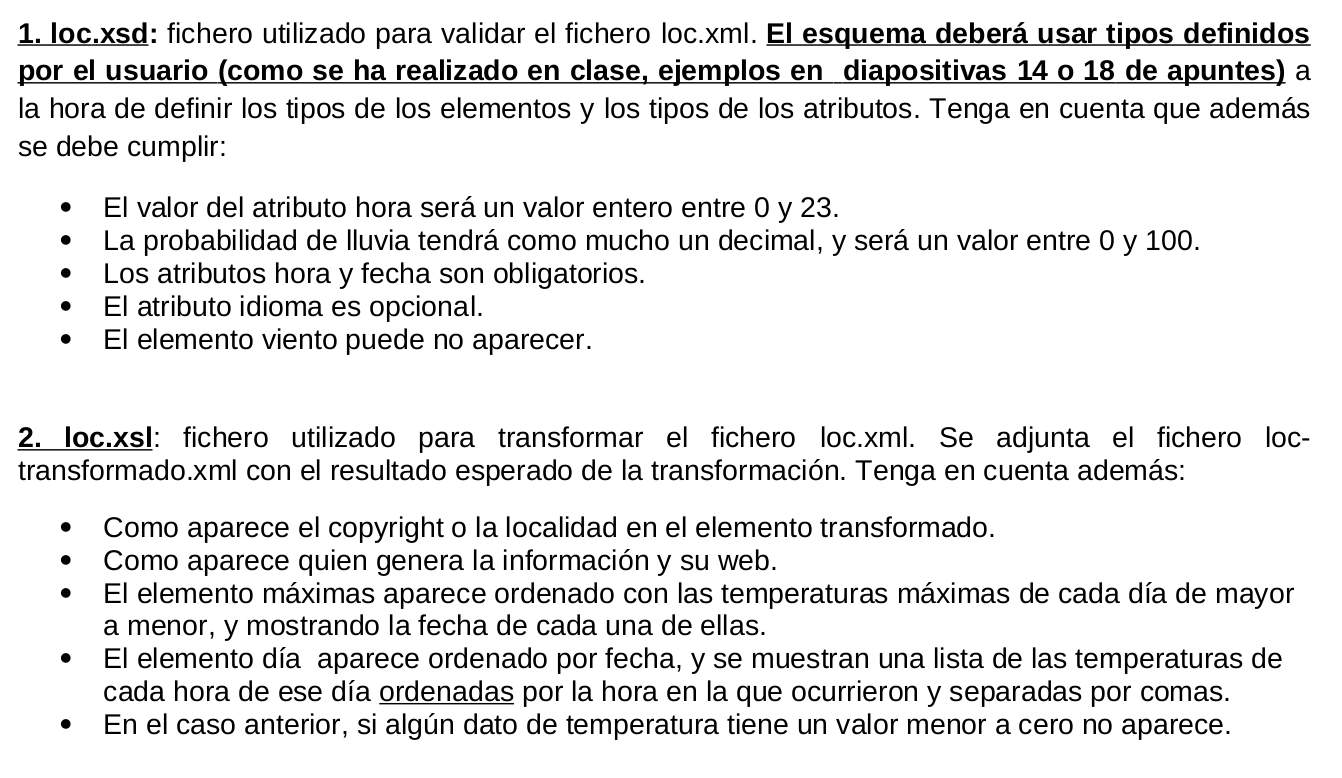 1. loc.xsd: fichero utilizado para validar el fichero loc.xml. El esquema deberá usar tipos definidos
por el usuario (como se ha realizado en clase, ejemplos en  diapositivas 14 o 18 de apuntes) a
la hora de definir los tipos de los elementos y los tipos de los atributos. Tenga en cuenta que además
se debe cumplir:
• El valor del atributo hora será un valor entero entre 0 y 23.
• La probabilidad de lluvia tendrá como mucho un decimal, y será un valor entre 0 y 100.
• Los atributos hora y fecha son obligatorios.
• El atributo idioma es opcional.
• El elemento viento puede no aparecer.
2. loc.xsl: fichero utilizado para transformar el fichero loc.xml. Se adjunta el fichero loc-
transformado.xml con el resultado esperado de la transformación. Tenga en cuenta además:
• Como aparece el copyright o la localidad en el elemento transformado.
• Como aparece quien genera la información y su web.
• El elemento máximas aparece ordenado con las temperaturas máximas de cada día de mayor
a menor, y mostrando la fecha de cada una de ellas.
• El elemento día  aparece ordenado por fecha, y se muestran una lista de las temperaturas de
cada hora de ese día ordenadas por la hora en la que ocurrieron y separadas por comas.
• En el caso anterior, si algún dato de temperatura tiene un valor menor a cero no aparece.